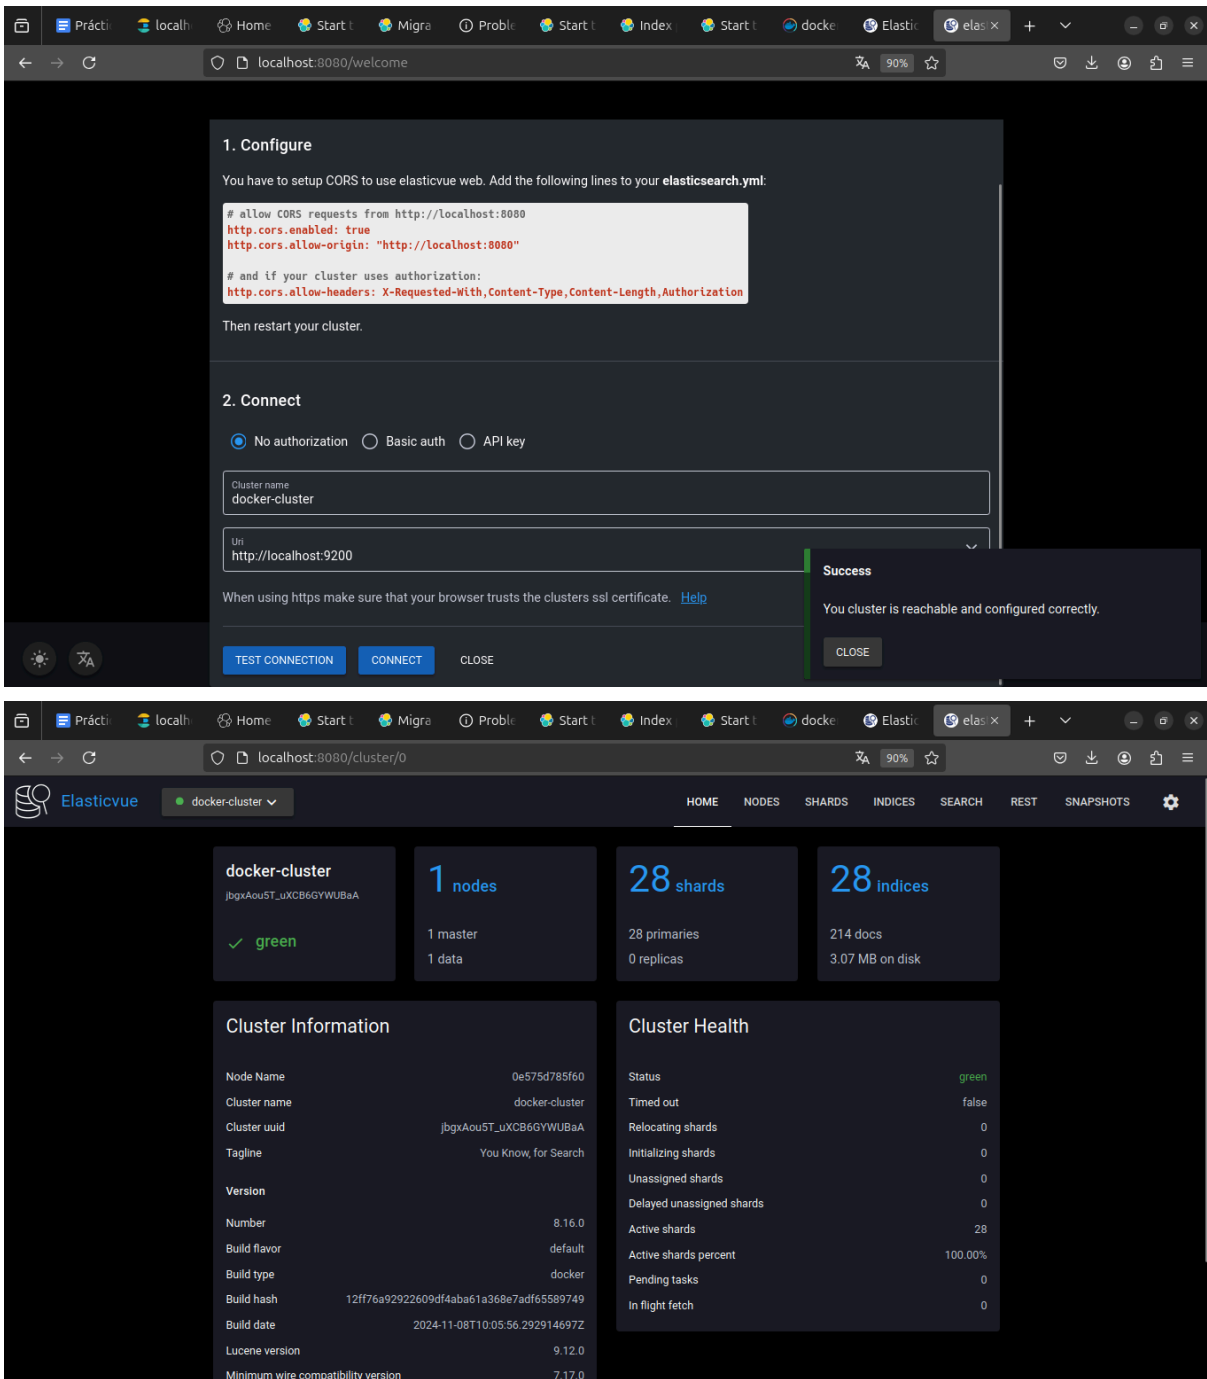 Práctic localh Home Start t Migra Proble Start t Index Start t docke Elastic elas
localhost:8080/welcome 90%
1. Configure
You have to setup CORS to use elasticvue web. Add the following lines to your elasticsearch.yml:
# allow CORS requests from http://localhost:8080
http.cors.enabled: true
http.cors.allow-origin: "http://localhost:8080"
# and if your cluster uses authorization:
http.cors.allow-headers: X-Requested-With,Content-Type,Content-Length,Authorization
Then restart your cluster.
2. Connect
No authorization Basic auth API key
Cluster name
docker-cluster
Uri
http://localhost:9200
When using https make sure that your browser trusts the clusters ssl certificate. Help
TEST CONNECTION CONNECT CLOSE
Success
You cluster is reachable and configured correctly.
CLOSE
Práctic localh Home Start t Migra Proble Start t Index Start t docke Elastic elas
localhost:8080/cluster/0 90%
Elasticvue docker-cluster HOME NODES SHARDS INDICES SEARCH REST SNAPSHOTS
docker-cluster
jbgxAou5T_uXCB6GYWUBaA
green
1 nodes
1 master
1 data
28 shards
28 primaries
0 replicas
28 indices
214 docs
3.07 MB on disk
Cluster Information
Node Name 0e575d785f60
Cluster name docker-cluster
Cluster uuid jbgxAou5T_uXCB6GYWUBaA
Tagline You Know, for Search
Version
Number 8.16.0
Build flavor default
Build type docker
Build hash 12ff76a92922609df4aba61a368e7adf65589749
Build date 2024-11-08T10:05:56.292914697Z
Lucene version 9.12.0
Minimum wire compatibility version 7.17.0
Cluster Health
Status green
Timed out false
Relocating shards 0
Initializing shards 0
Unassigned shards 0
Delayed unassigned shards 0
Active shards 28
Active shards percent 100.00%
Pending tasks 0
In flight fetch 0